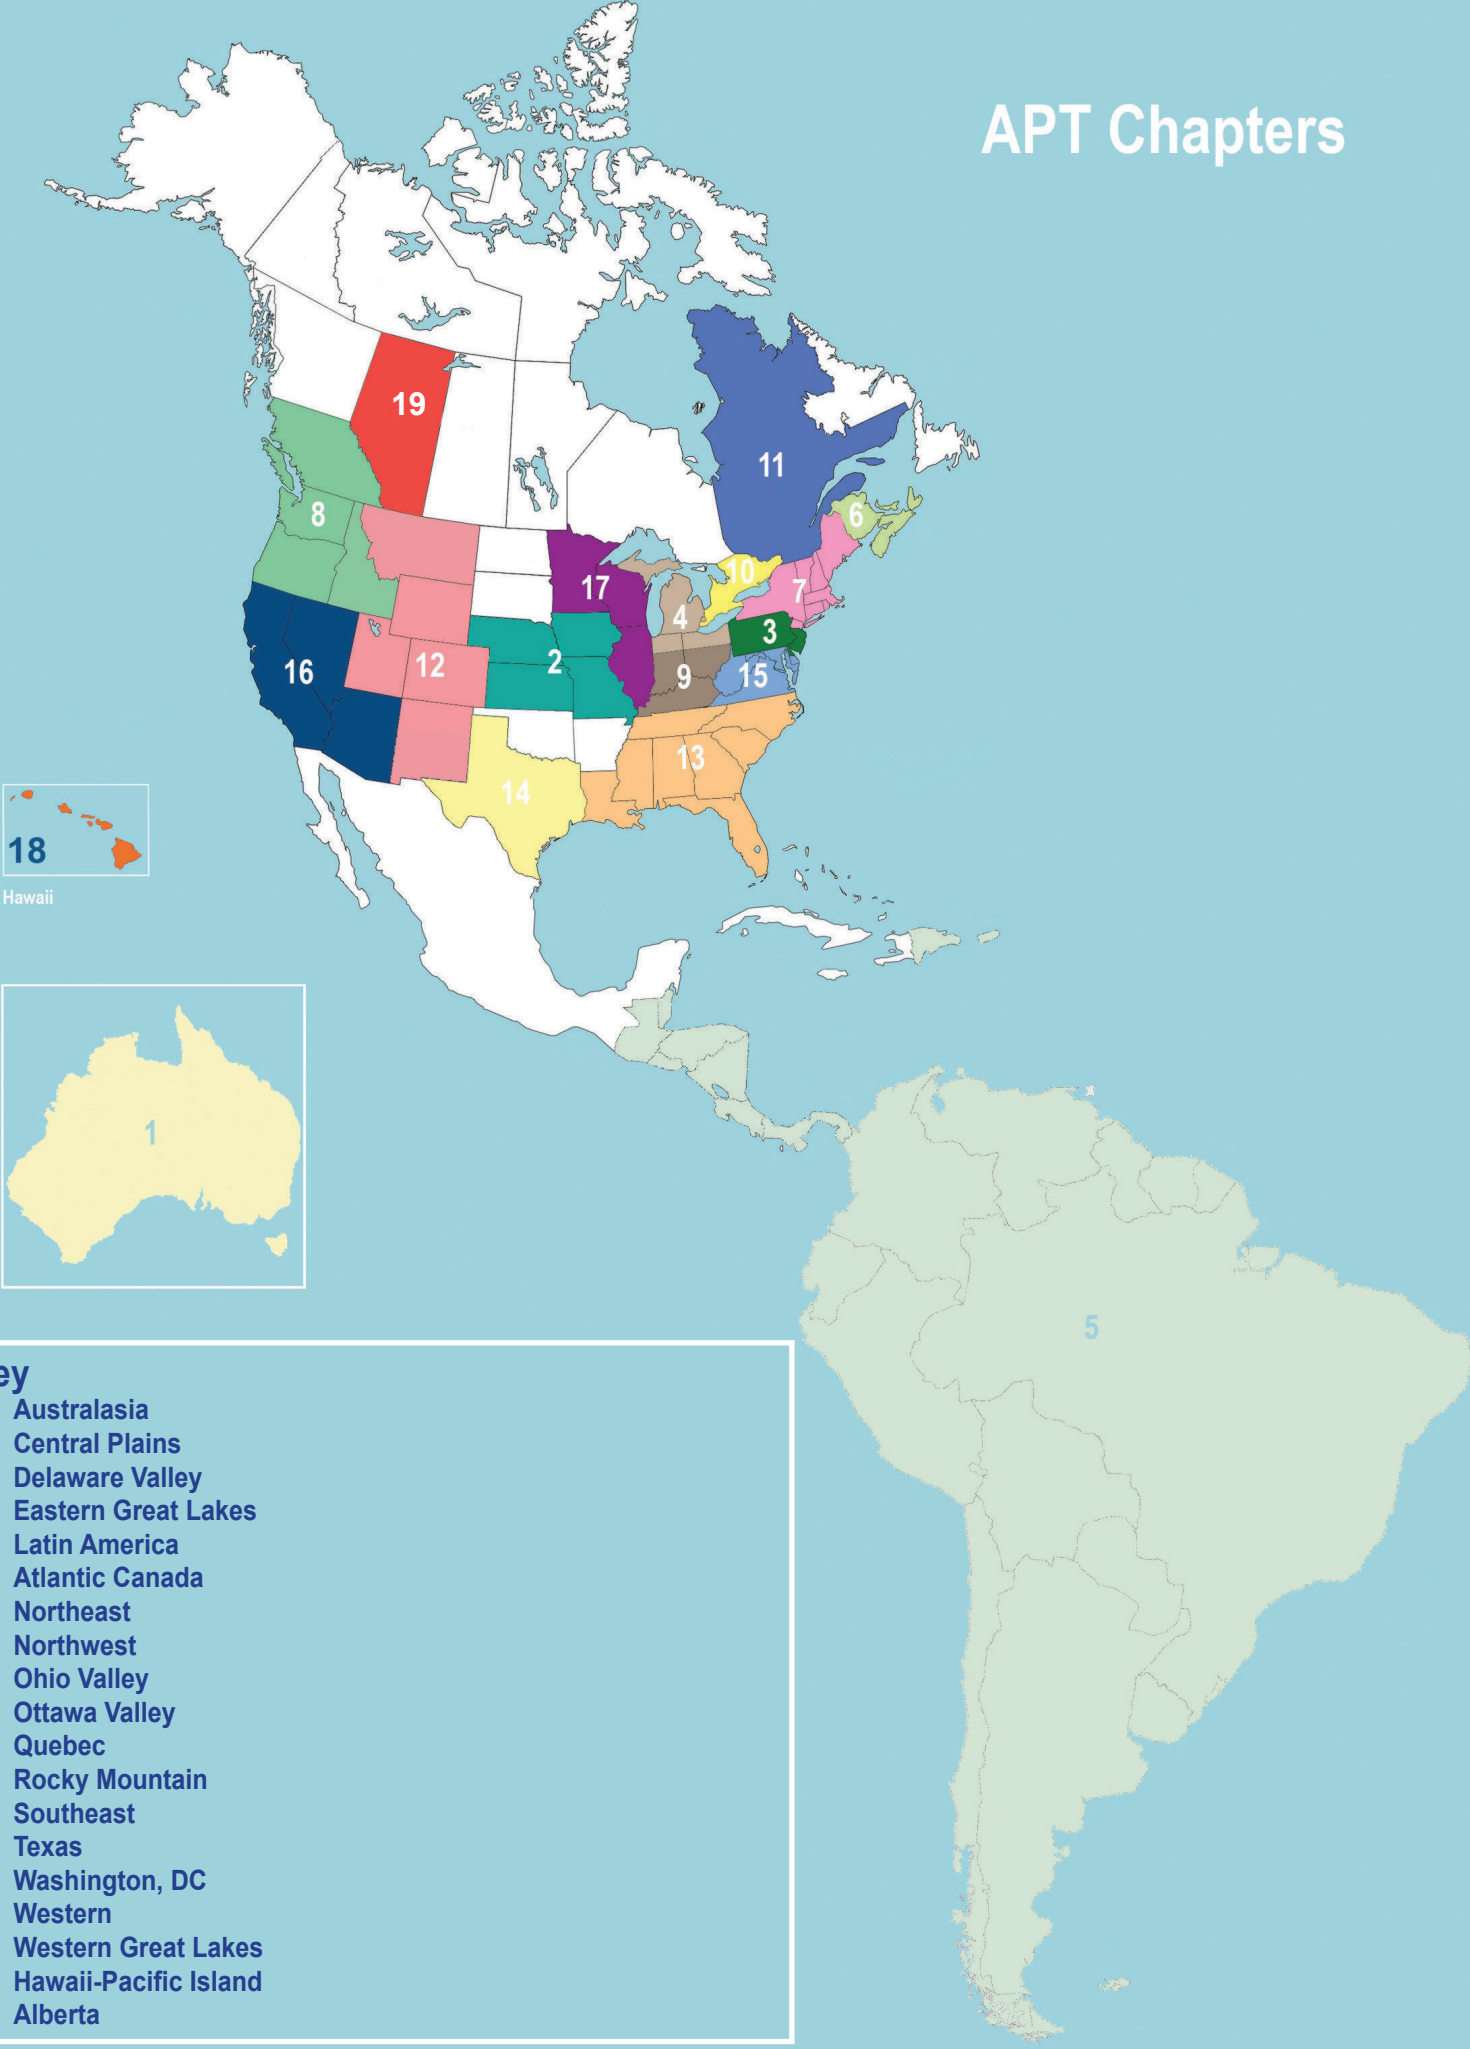 APT Chapters
19
11
8
6
10
17
7
4
3
2
16
12
9
15
13
14
18
Hawaii
1
5
ey
Australasia
Central Plains
Delaware Valley
Eastern Great Lakes
Latin America
Atlantic Canada
Northeast
Northwest
Ohio Valley
Ottawa Valley
Quebec
Rocky Mountain
Southeast
Texas
Washington, DC
Western
Western Great Lakes
Hawaii-Pacific Island
Alberta